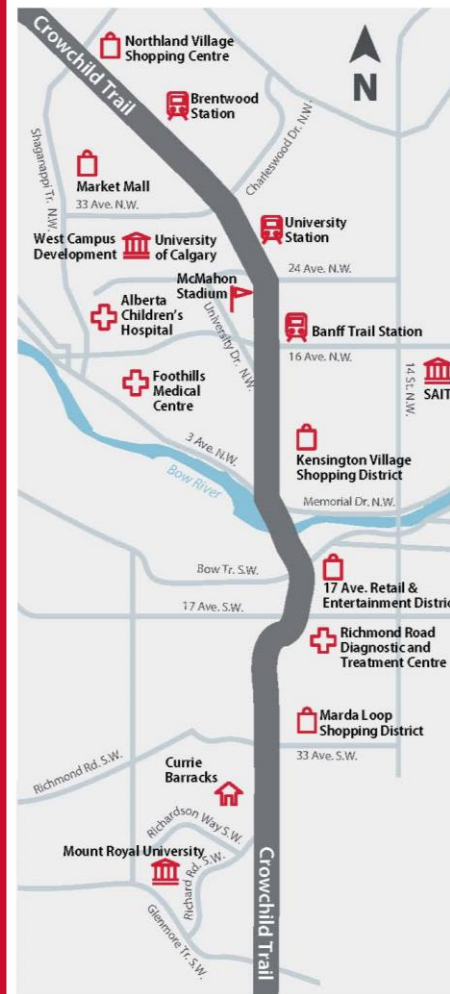 Crowchild Trail
Northland Village
Shopping Centre
N
Brentwood
Station
Shaganappi Tr. N.W.
Charleswood Dr. N.W.
Market Mall
33 Ave. N.W.
West Campus
Development
University
of Calgary
University
Station
24 Ave. N.W.
McMahon
Stadium
Alberta
Children's
Hospital
University Dr. N.W.
Banff Trail Station
16 Ave. N.W.
14 St. N.W.
SAIT
Foothills
Medical
Centre
3 Ave. N.W.
Kensington Village
Shopping District
Bow River
Memorial Dr. N.W.
Bow Tr. S.W.
17 Ave. S.W.
17 Ave. Retail &
Entertainment Distric
Richmond Road
Diagnostic and
Treatment Centre
Marda Loop
Shopping District
33 Ave. S.W.
Currie
Barracks
Richmond Rd. S.W.
Richardson Way S.W.
Mount Royal University
Richard Rd. S.W.
Glenmore Tr. S.W.
Crowchild Trail